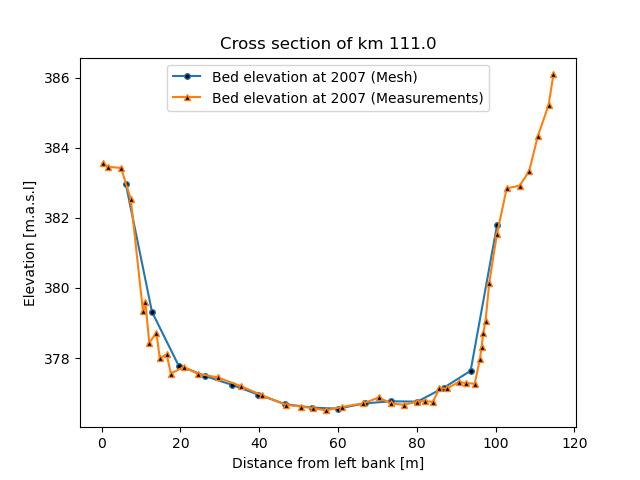 Cross section of km 111.0
Bed elevation at 2007 (Mesh)
Bed elevation at 2007 (Measurements)
Elevation [m.a.s.l]
386
384
382
380
378
0 20 40 60 80 100 120
Distance from left bank [m]